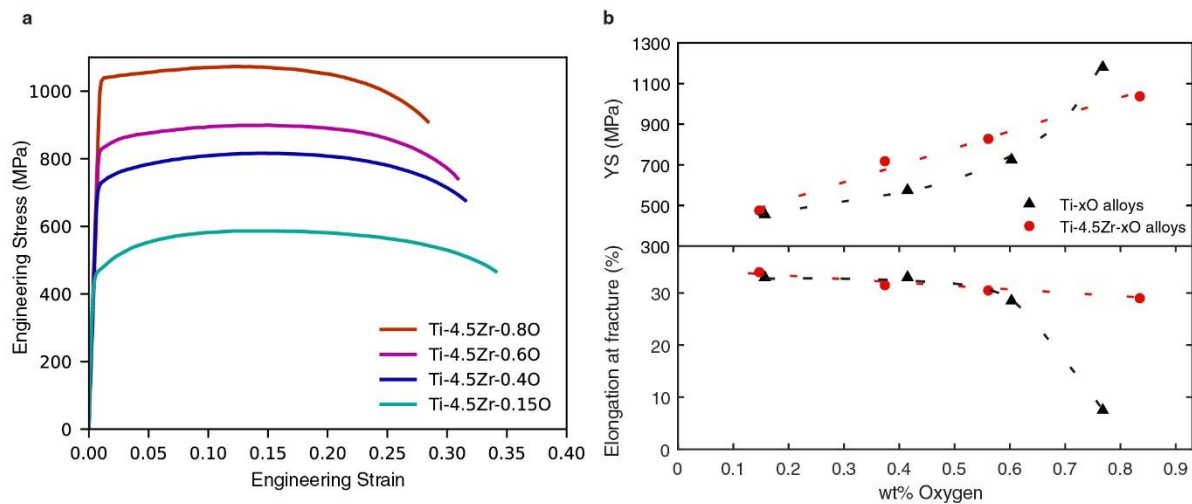 a
Engineering Stress (MPa)
1000
800
600
400
200
0
0.00 0.05 0.10 0.15 0.20 0.25 0.30 0.35 0.40
Engineering Strain
Ti-4.5Zr-0.8O
Ti-4.5Zr-0.6O
Ti-4.5Zr-0.4O
Ti-4.5Zr-0.15O
b
YS (MPa)
1300
1100
900
700
500
300
Ti-xO alloys
Ti-4.5Zr-xO alloys
Elongation at fracture (%)
30
20
10
0
0 0.1 0.2 0.3 0.4 0.5 0.6 0.7 0.8 0.9
wt% Oxygen